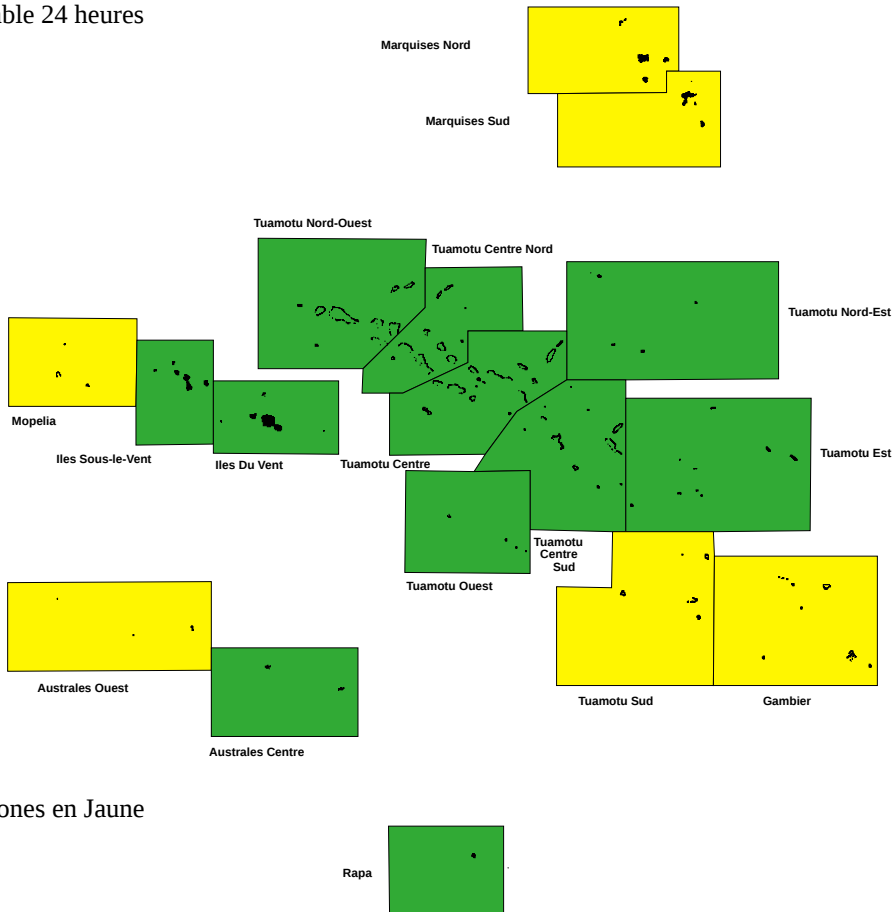 24 heures
Marquises Nord
Marquises Sud
Tuamotu Nord-Ouest
Tuamotu Centre Nord
Tuamotu Nord-Est
Mopelia
Iles Sous-le-Vent
Iles Du Vent
Tuamotu Centre
Tuamotu Est
Tuamotu
Centre
Sud
Tuamotu Ouest
Australes Ouest
Tuamotu Sud
Gambier
Australes Centre
en Jaune
Rapa